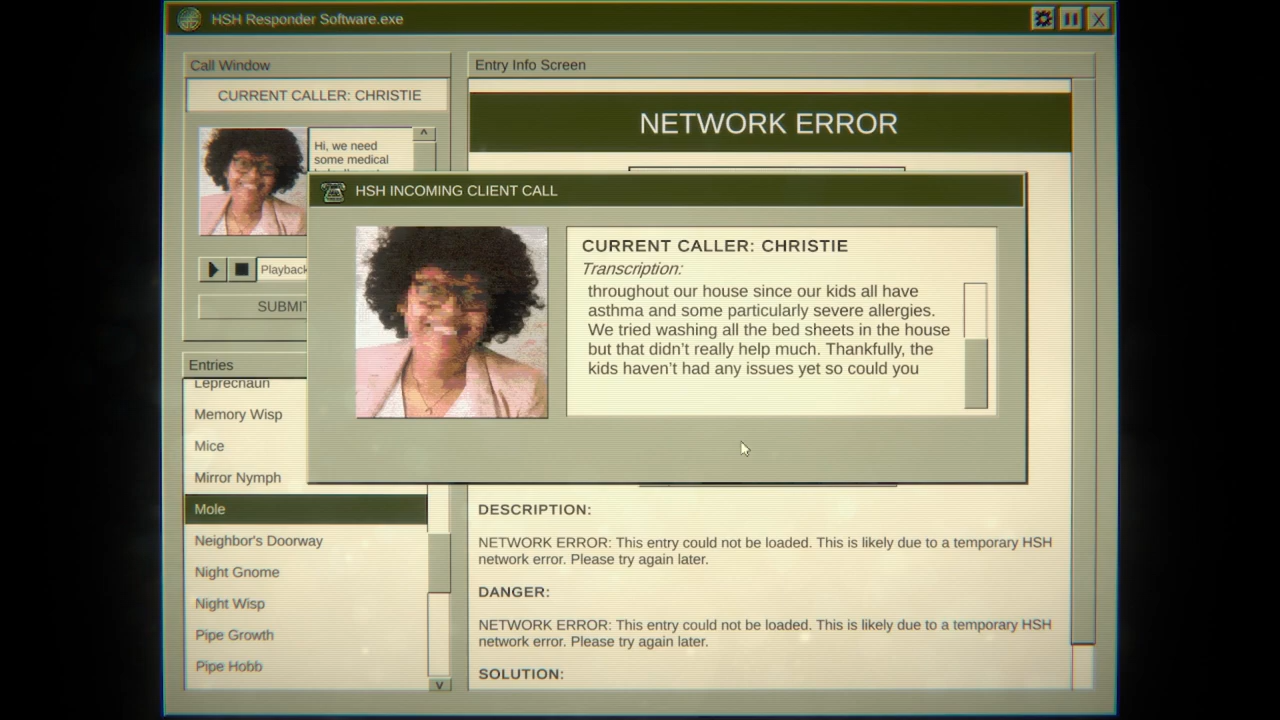 HSH Responder Software.exe
Call Window
CURRENT CALLER: CHRISTIE
Hi, we need
some medical
Playback
SUBMIT
Entries
Leprechaun
Memory Wisp
Mice
Mirror Nymph
Mole
Neighbor's Doorway
Night Gnome
Night Wisp
Pipe Growth
Pipe Hobb
Entry Info Screen
NETWORK ERROR
HSH INCOMING CLIENT CALL
CURRENT CALLER: CHRISTIE
Transcription:
throughout our house since our kids all have
asthma and some particularly severe allergies.
We tried washing all the bed sheets in the house
but that didn't really help much. Thankfully, the
kids haven't had any issues yet so could you
DESCRIPTION:
NETWORK ERROR: This entry could not be loaded. This is likely due to a temporary HSH
network error. Please try again later.
DANGER:
NETWORK ERROR: This entry could not be loaded. This is likely due to a temporary HSH
network error. Please try again later.
SOLUTION: